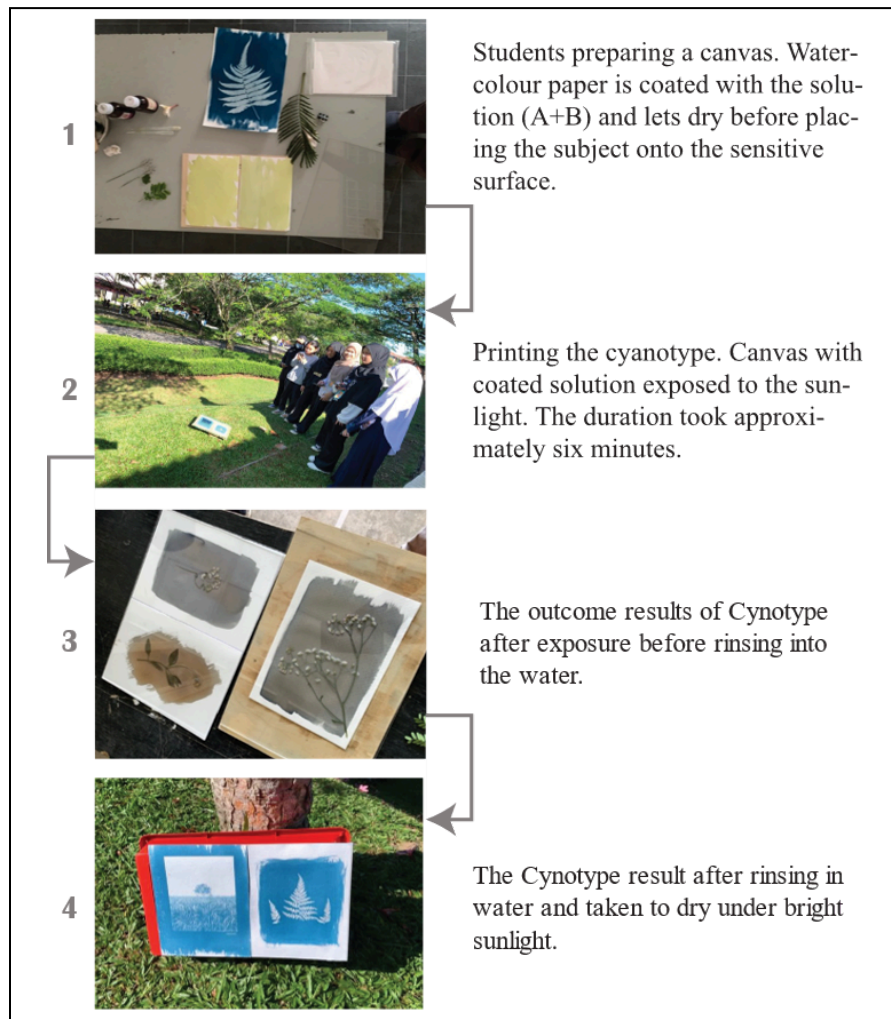 1
Students preparing a canvas. Water-
colour paper is coated with the solu-
tion (A+B) and lets dry before plac-
ing the subject onto the sensitive
surface.
2
Printing the cyanotype. Canvas with
coated solution exposed to the sun-
light. The duration took approxi-
mately six minutes.
3
The outcome results of Cynotype
after exposure before rinsing into
the water.
4
The Cynotype result after rinsing in
water and taken to dry under bright
sunlight.